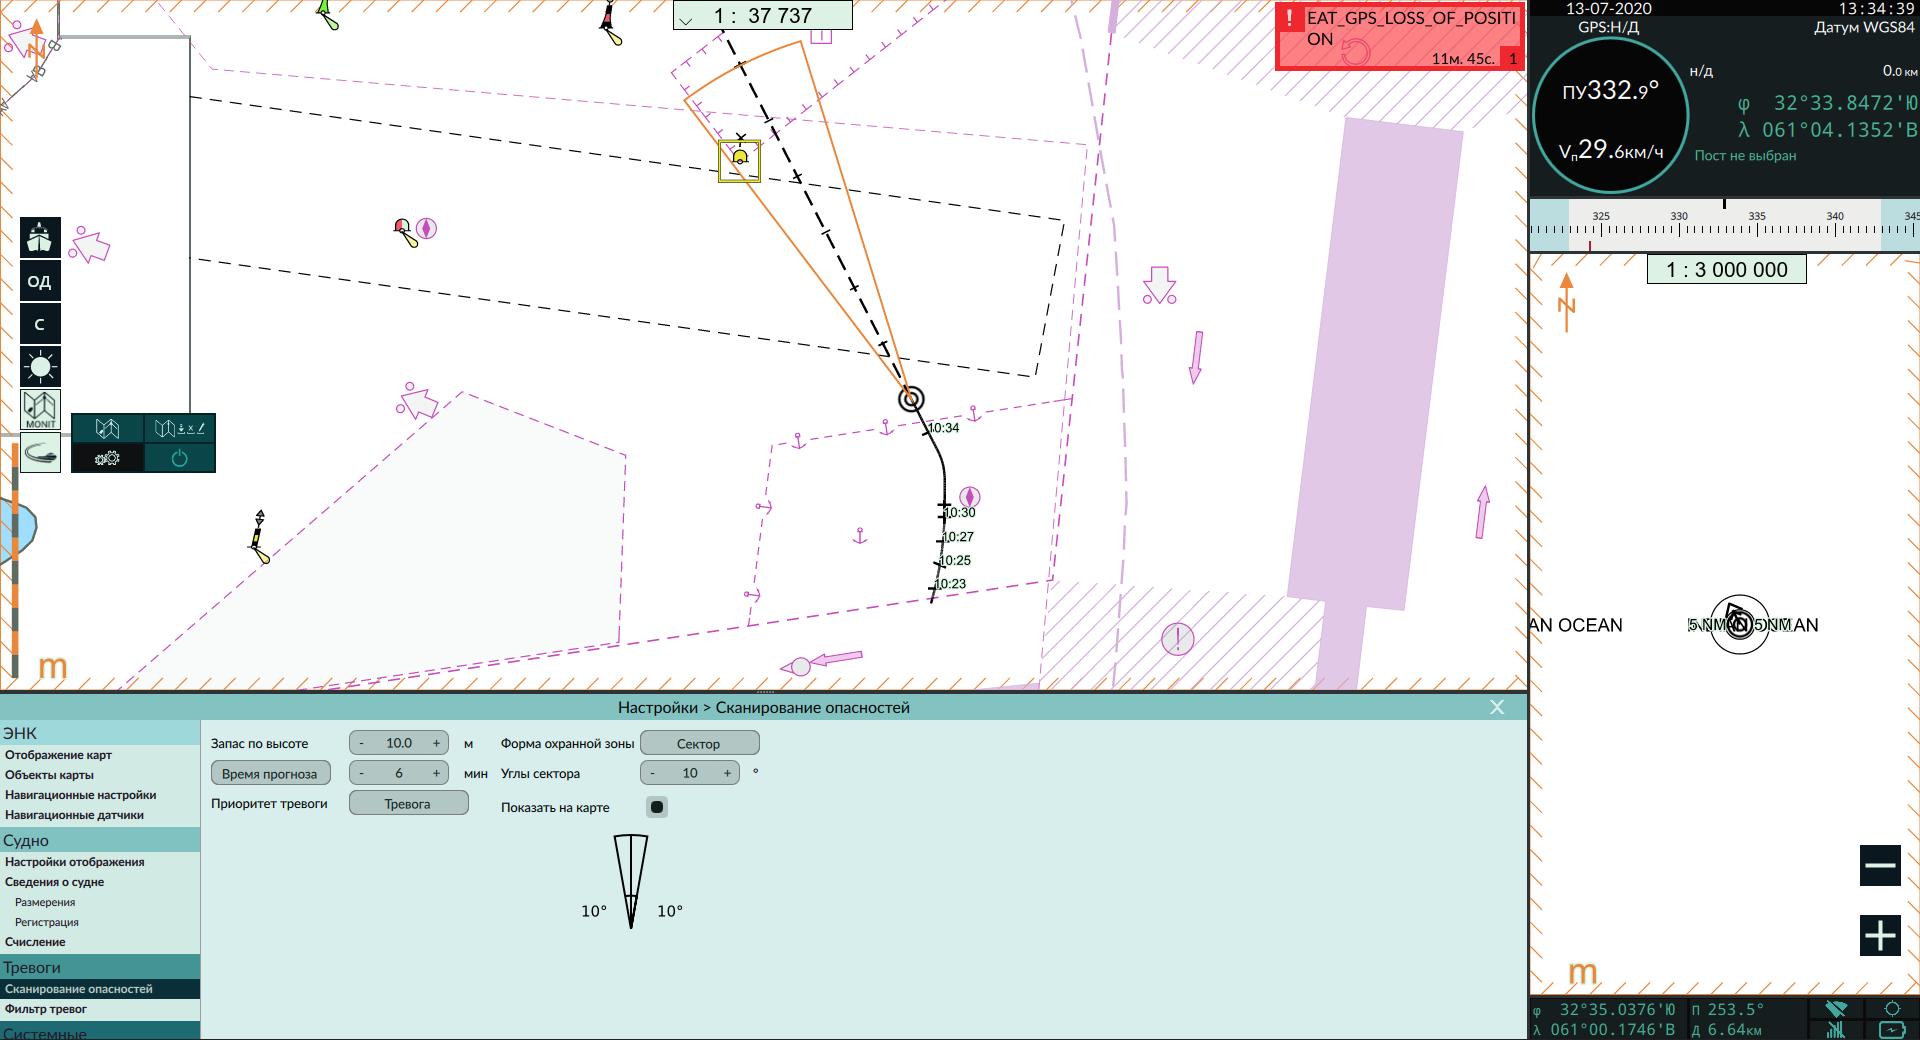 1 : 37 737
!
EAT_GPS_LOSS_OF_POSITI
ON
11м. 45с. 1
13-07-2020
13:34:39
GPS:Н/Д
Датум WGS84
ПУ332.9°
Vп29.6км/ч
н/д
0.0 км
φ 32°33.8472'Ю
λ 061°04.1352'В
Пост не выбран
325 330 335 340 345
1 : 3 000 000
N
N
ОД
С
MONIT
10:34
10:30
10:27
10:25
10:23
m
AN OCEAN
5 NM
5 NM
AN
m
Настройки > Сканирование опасностей
X
ЭНК
Отображение карт
Объекты карты
Навигационные настройки
Навигационные датчики
Судно
Настройки отображения
Сведения о судне
Размерения
Регистрация
Счисление
Тревоги
Сканирование опасностей
Фильтр тревог
Системные
Запас по высоте - 10.0 + м
Форма охранной зоны Сектор
Время прогноза - 6 + мин
Углы сектора - 10 + °
Приоритет тревоги Тревога
Показать на карте
10° 10°
φ 32°35.0376'Ю
П 253.5°
λ 061°00.1746'В
Д 6.64км